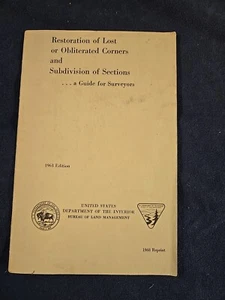 Restoration of Lost
or Obliterated Corners
and
Subdivision of Sections
. . . a Guide for Surveyors
1963 Edition
UNITED STATES
DEPARTMENT OF THE INTERIOR
BUREAU OF LAND MANAGEMENT
Reprint